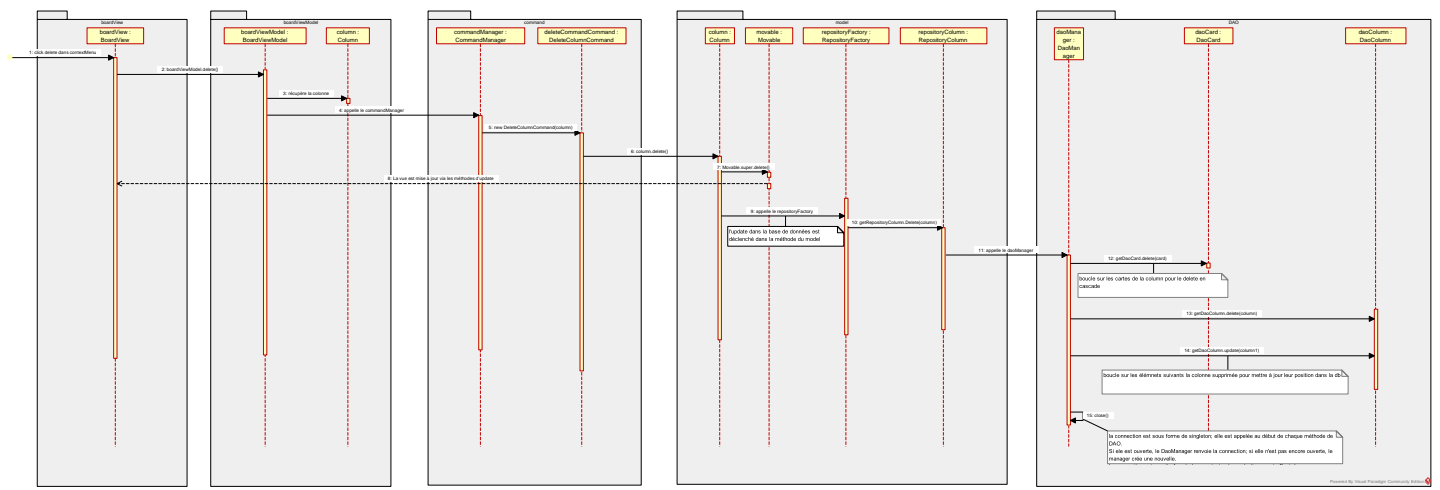 boardView
boardViewModel
command
model
DAO
boardView :
BoardView
boardViewModel :
BoardViewModel
column :
Column
commandManager :
CommandManager
deleteCommandCommand :
DeleteColumnCommand
column :
Column
movable :
Movable
repositoryFactory :
RepositoryFactory
repositoryColumn :
RepositoryColumn
daoMana
ger :
DaoMan
ager
daoCard :
DaoCard
daoColumn :
DaoColumn
1: click delete dans contextMenu
2: boardViewModel.delete()
3: récupère la colonne
4: appelle le commandManager
5: new DeleteColumnCommand(column)
6: column.delete()
7: Movable.super.delete()
8: La vue est mise à jour via les méthodes d'update
9: appelle le repositoryFactory
10: getRepositoryColumn.Delete(column)
l'update dans la base de données est
déclenché dans la méthode du model
11: appelle le daoManager
12: getDaoCard.delete(card)
boucle sur les cartes de la column pour le delete en
cascade
13: getDaoColumn.delete(column)
14: getDaoColumn.update(column1)
boucle sur les élémnets suivants la colonne supprimée pour mettre à jour leur position dans la db
15: close()
la connection est sous forme de singleton; elle est appelée au début de chaque méthode de
DAO.
Si ele est ouverte, le DaoManager renvoie la connection; si elle n'est pas encore ouverte, le
manager crée une nouvelle.
Powered By Visual Paradigm Community Edition